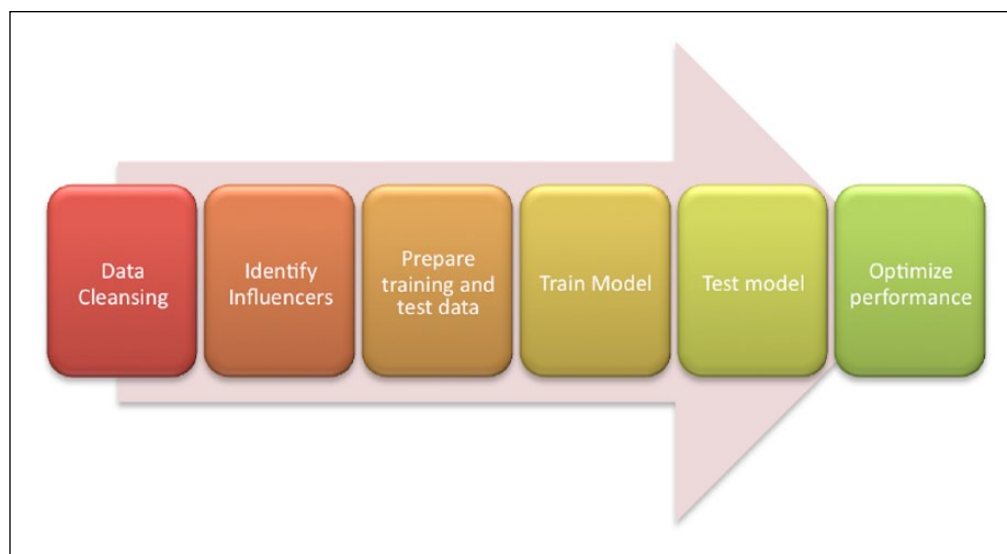 Data
Cleansing
Identify
Influencers
Prepare
training and
test data
Train Model
Test model
Optimize
performance